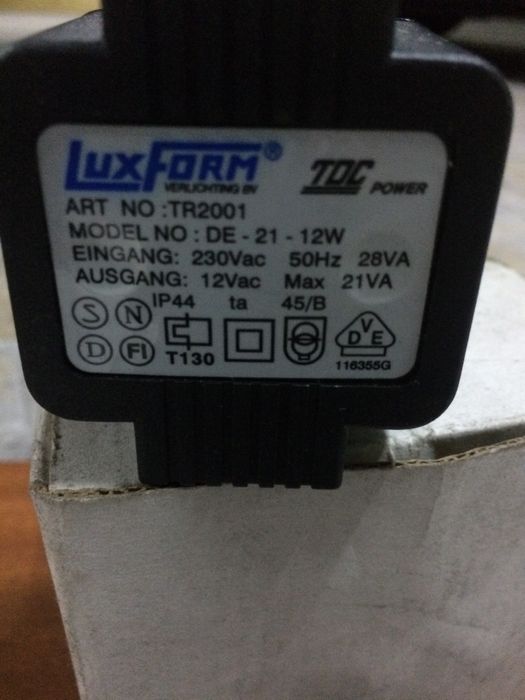 LUXFORM®
VERLICHTING BV
TDC POWER
ART NO :TR2001
MODEL NO : DE - 21 - 12W
EINGANG: 230Vac 50Hz 28VA
AUSGANG: 12Vac Max 21VA
IP44 ta 45/B
S N
D FI
T130
D V E
116355G